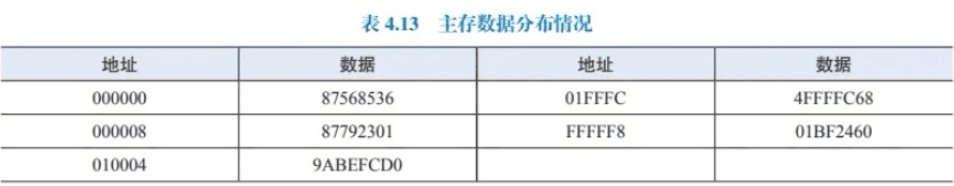 表 4.13 主存数据分布情况
地址 数据 地址 数据
000000 87568536 01FFFC 4FFFFC68
000008 87792301 FFFFF8 01BF2460
010004 9ABEFCD0